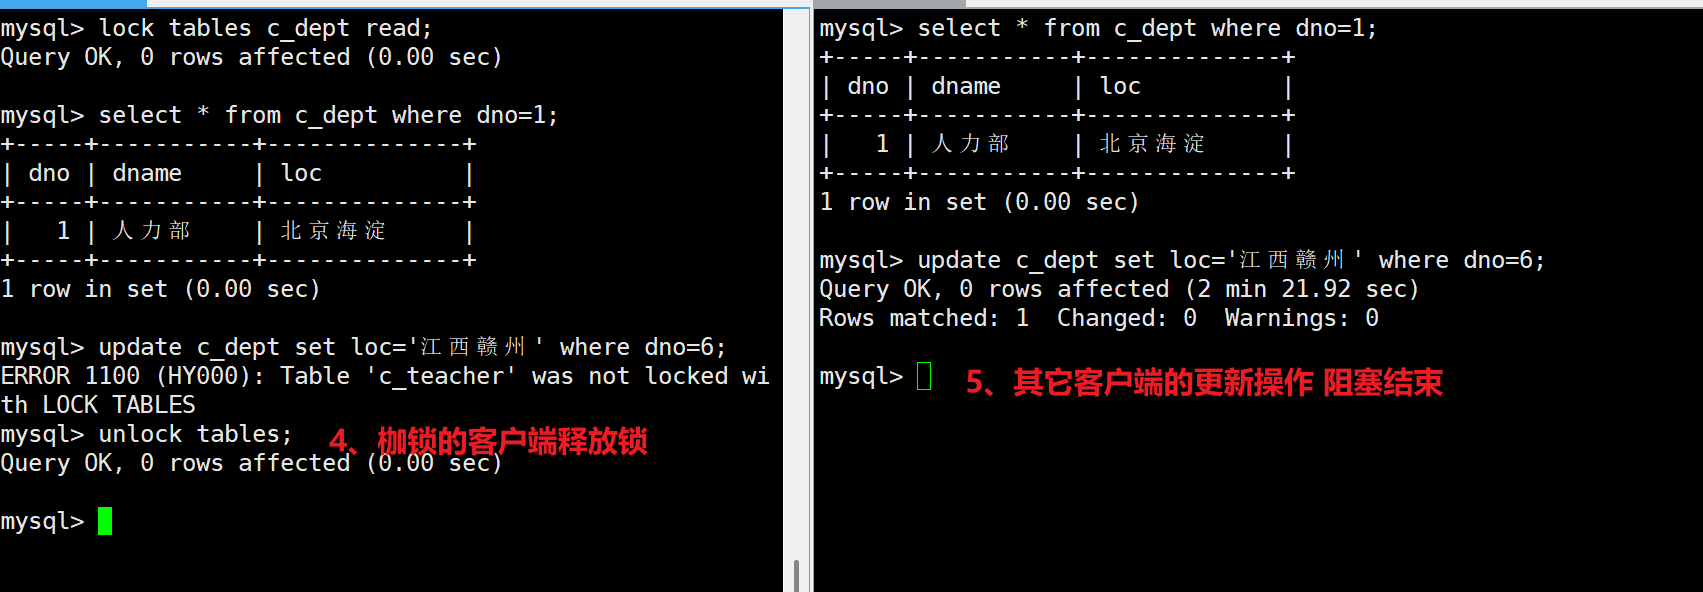 mysql> lock tables c_dept read;
Query OK, 0 rows affected (0.00 sec)
mysql> select * from c_dept where dno=1;
+-----+-----------+--------------+
| dno | dname     | loc          |
+-----+-----------+--------------+
|   1 | 人力部    | 北京海淀     |
+-----+-----------+--------------+
1 row in set (0.00 sec)
mysql> update c_dept set loc='江西赣州' where dno=6;
ERROR 1100 (HY000): Table 'c_teacher' was not locked wi
th LOCK TABLES
mysql> unlock tables;
4、枷锁的客户端释放锁
Query OK, 0 rows affected (0.00 sec)
mysql>
mysql> select * from c_dept where dno=1;
+-----+-----------+--------------+
| dno | dname     | loc          |
+-----+-----------+--------------+
|   1 | 人力部    | 北京海淀     |
+-----+-----------+--------------+
1 row in set (0.00 sec)
mysql> update c_dept set loc='江西赣州' where dno=6;
Query OK, 0 rows affected (2 min 21.92 sec)
Rows matched: 1  Changed: 0  Warnings: 0
mysql>
5、其它客户端的更新操作 阻塞结束